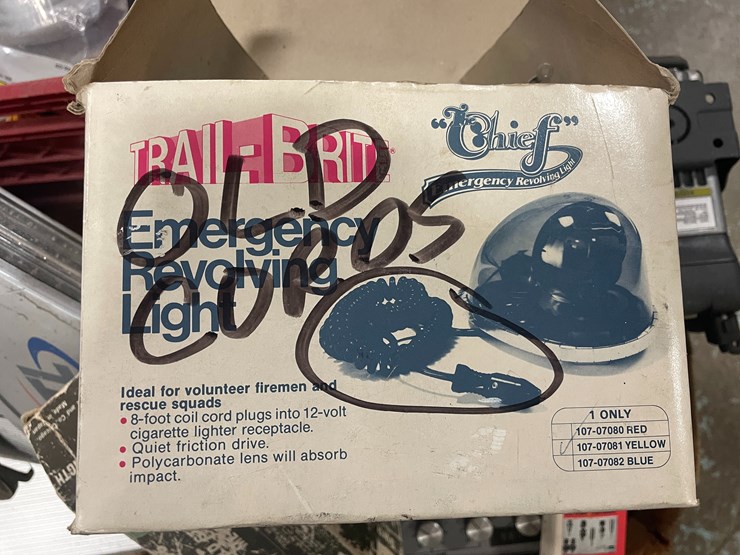 TRAIL-BRITE®
"Chief"
Emergency Revolving Light
OLD
CORDS
Emergency
Revolving
Light
Ideal for volunteer firemen and
rescue squads
• 8-foot coil cord plugs into 12-volt
cigarette lighter receptacle.
• Quiet friction drive.
• Polycarbonate lens will absorb
impact.
1 ONLY
107-07080 RED
✓ 107-07081 YELLOW
107-07082 BLUE